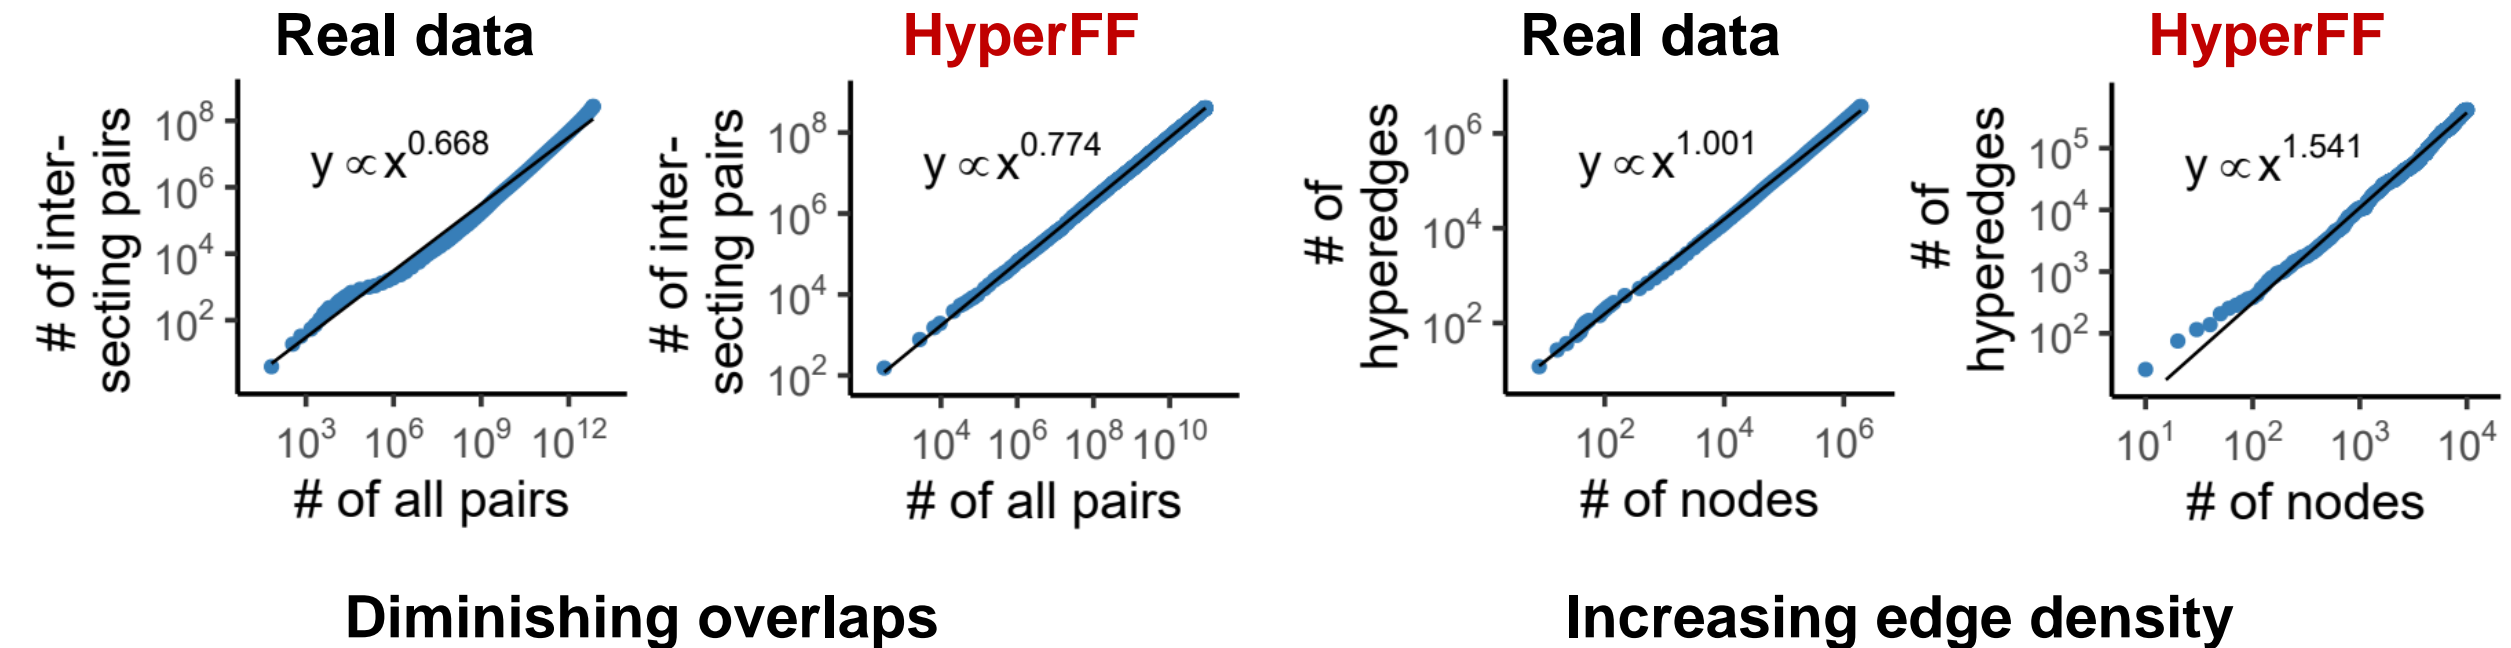 Real data
HyperFF
Real data
HyperFF
# of inter-
secting pairs
10^8
10^6
10^4
10^2
y ∝ x^0.668
10^3 10^6 10^9 10^12
# of all pairs
# of inter-
secting pairs
10^8
10^6
10^4
10^2
y ∝ x^0.774
10^4 10^6 10^8 10^10
# of all pairs
# of
hyperedges
10^6
10^4
10^2
y ∝ x^1.001
10^2 10^4 10^6
# of nodes
# of
hyperedges
10^5
10^4
10^3
10^2
y ∝ x^1.541
10^1 10^2 10^3 10^4
# of nodes
Diminishing overlaps
Increasing edge density